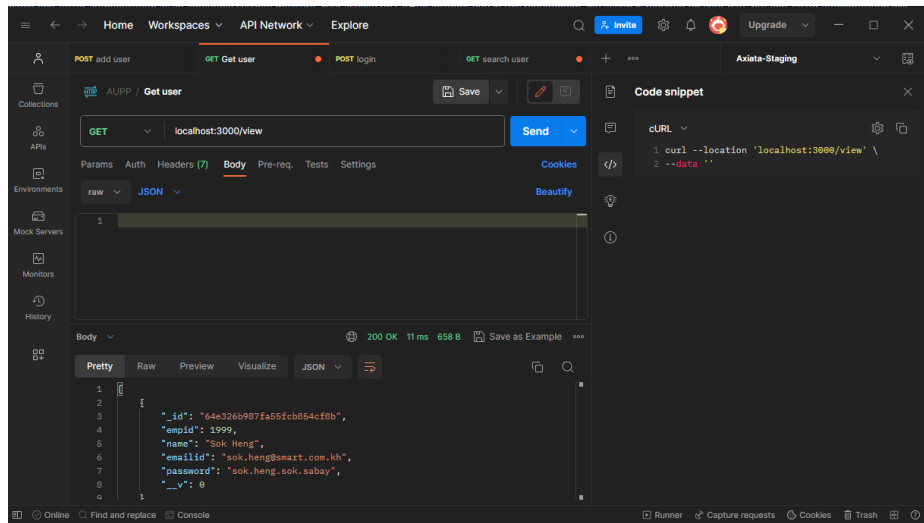 Home Workspaces API Network Explore Invite Upgrade
POST add user GET Get user POST login GET search user Axiata-Staging
Collections
APIs
Environments
Mock Servers
Monitors
History
AUPP / Get user Save
GET localhost:3000/view Send
Params Auth Headers (7) Body Pre-req. Tests Settings Cookies
raw JSON Beautify
1
Body 200 OK 11 ms 658 B Save as Example
Pretty Raw Preview Visualize JSON
1 [
2 {
3 "_id": "64e326b987fa55fcb854cf8b",
4 "empid": 1999,
5 "name": "Sok Heng",
6 "emailid": "sok.heng@smart.com.kh",
7 "password": "sok.heng.sok.sabay",
8 "__v": 0
9 }
Code snippet
cURL
1 curl --location 'localhost:3000/view' \
2 --data ''
Online Find and replace Console Runner Capture requests Cookies Trash